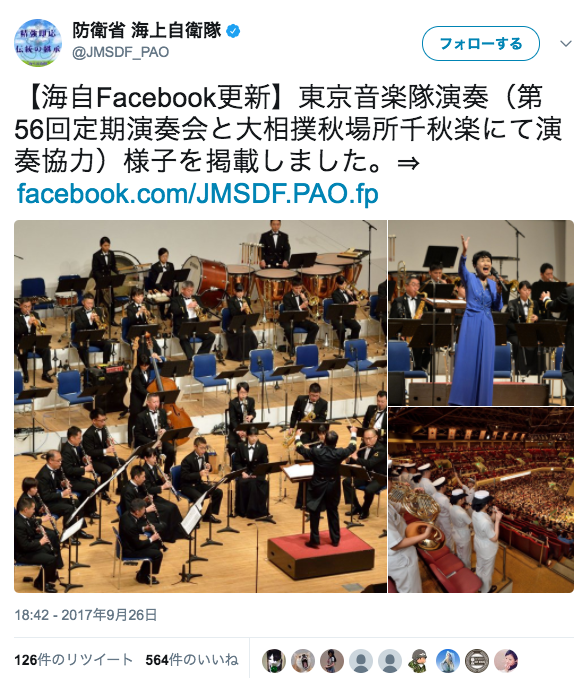 防衛省 海上自衛隊
@JMSDF_PAO
フォローする
精強即応
伝統の継承
【海自Facebook更新】東京音楽隊演奏（第
56回定期演奏会と大相撲秋場所千秋楽にて演
奏協力）様子を掲載しました。⇒
facebook.com/JMSDF.PAO.fp
18:42 - 2017年9月26日
126件のリツイート 564件のいいね